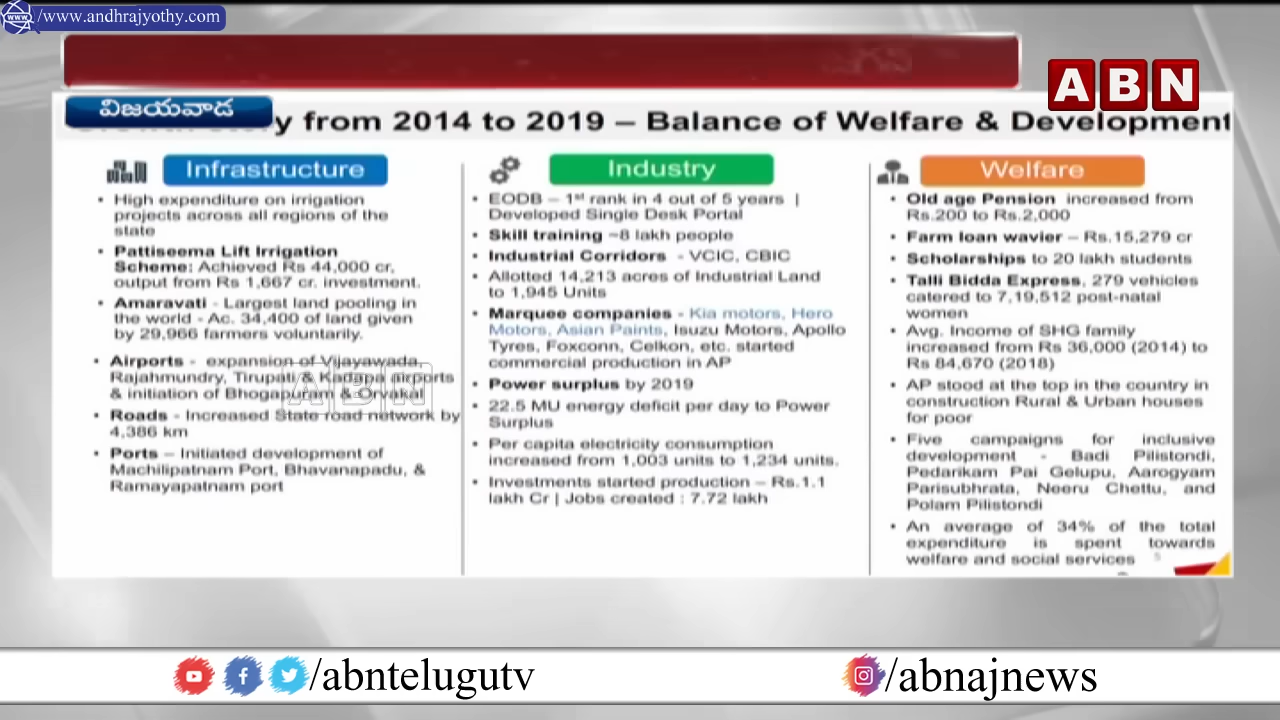 /www.andhrajyothy.com
ABN
విజయవాడ
y from 2014 to 2019 – Balance of Welfare & Development
Infrastructure
• High expenditure on irrigation
projects across all regions of the
state
• Pattiseema Lift Irrigation
Scheme: Achieved Rs 44,000 cr,
output from Rs 1,667 cr. investment.
• Amaravati - Largest land pooling in
the world - Ac. 34,400 of land given
by 29,966 farmers voluntarily.
• Airports - expansion of Vijayawada,
Rajahmundry, Tirupati & Kadapa airports
& initiation of Bhogapuram & Orvakal
• Roads - Increased State road network by
4,386 km
• Ports – Initiated development of
Machilipatnam Port, Bhavanapadu, &
Ramayapatnam port
ABN
Industry
• EODB – 1st rank in 4 out of 5 years |
Developed Single Desk Portal
• Skill training ~8 lakh people
• Industrial Corridors - VCIC, CBIC
• Allotted 14,213 acres of Industrial Land
to 1,945 Units
• Marquee companies - Kia motors, Hero
Motors, Asian Paints, Isuzu Motors, Apollo
Tyres, Foxconn, Celkon, etc. started
commercial production in AP
• Power surplus by 2019
• 22.5 MU energy deficit per day to Power
Surplus
• Per capita electricity consumption
increased from 1,003 units to 1,234 units.
• Investments started production – Rs.1.1
lakh Cr | Jobs created : 7.72 lakh
Welfare
• Old age Pension increased from
Rs.200 to Rs.2,000
• Farm loan wavier – Rs.15,279 cr
• Scholarships to 20 lakh students
• Talli Bidda Express, 279 vehicles
catered to 7,19,512 post-natal
women
• Avg. Income of SHG family
increased from Rs 36,000 (2014) to
Rs 84,670 (2018)
• AP stood at the top in the country in
construction Rural & Urban houses
for poor
• Five campaigns for inclusive
development - Badi Pilistondi,
Pedarikam Pai Gelupu, Aarogyam
Parisubhrata, Neeru Chettu, and
Polam Pilistondi
• An average of 34% of the total
expenditure is spent towards
welfare and social services
5
/abntelugutv
/abnajnews